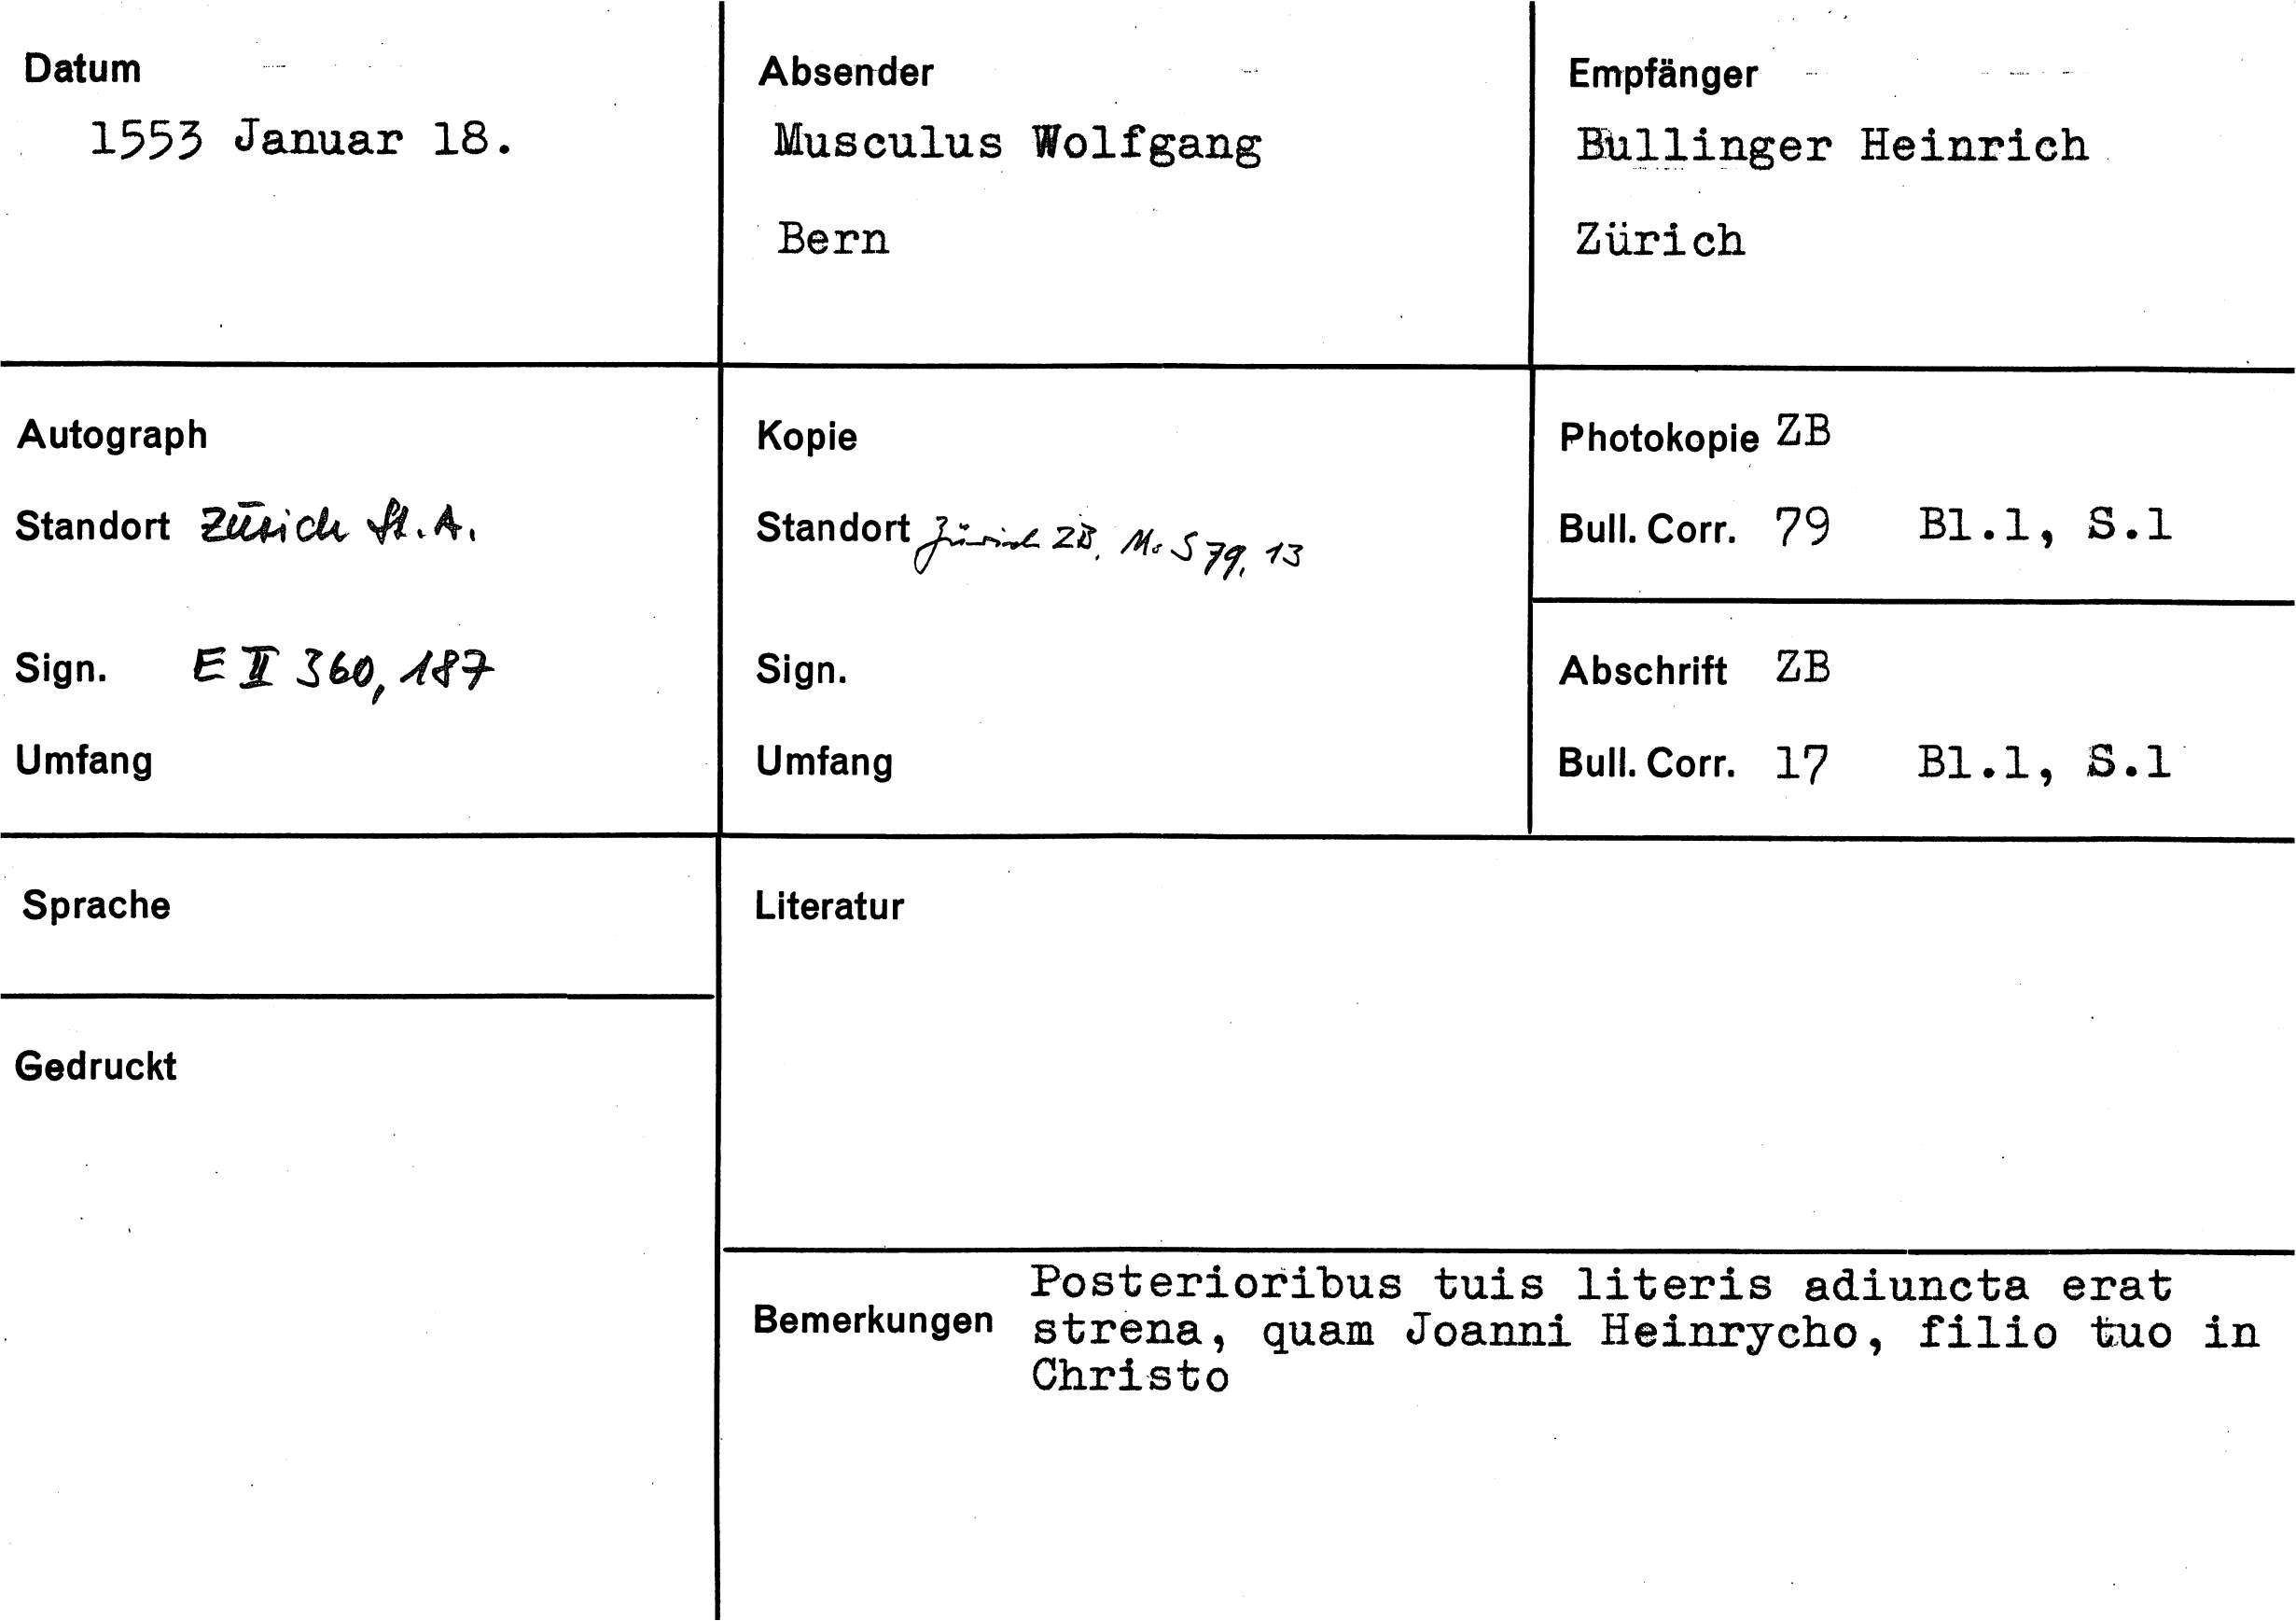 Datum
1553 Januar 18.
Absender
Musculus Wolfgang
Bern
Empfänger
Bullinger Heinrich
Zürich
Autograph
Standort Zürich St.A.
Sign. E II 360, 187
Umfang
Kopie
Standort Zürich ZB, Ms S 79, 13
Sign.
Umfang
Photokopie ZB
Bull. Corr. 79 Bl.1, S.1
Abschrift ZB
Bull. Corr. 17 Bl.1, S.1
Sprache
Gedruckt
Literatur
Bemerkungen
Posterioribus tuis literis adiuncta erat
strena, quam Joanni Heinrycho, filio tuo in
Christo